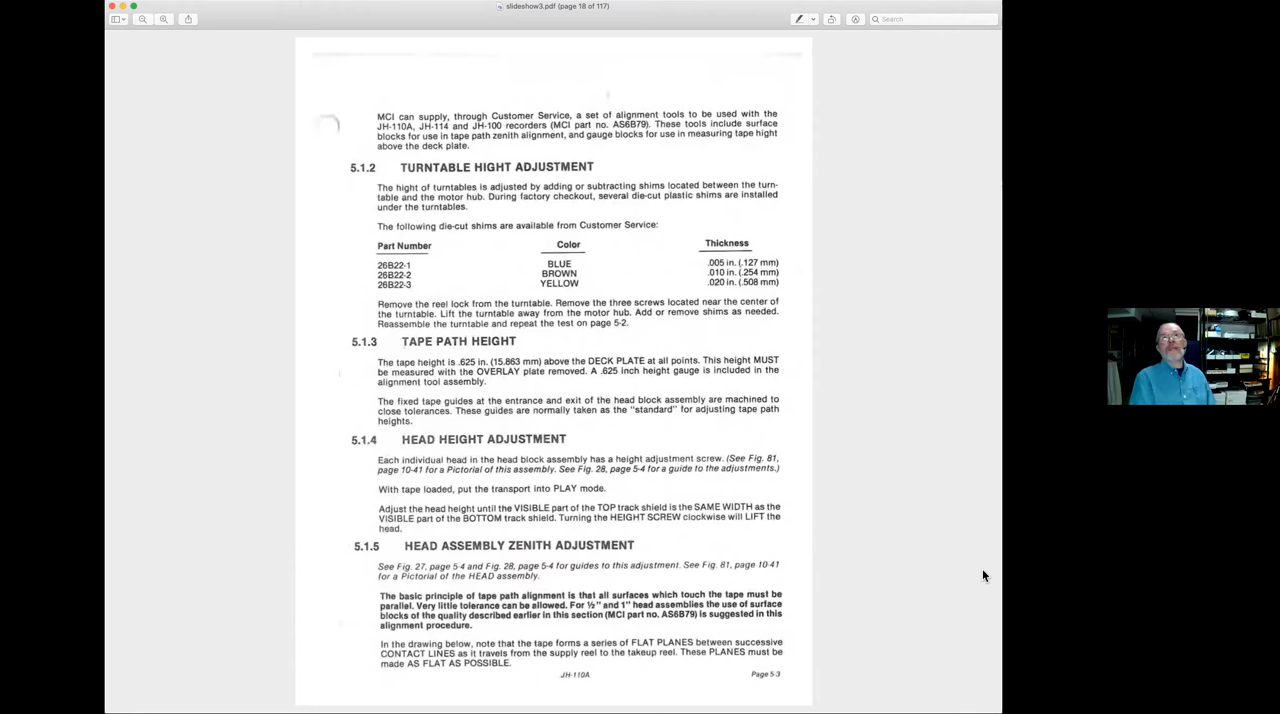 slideshow3.pdf (page 18 of 117)
Search
MCI can supply, through Customer Service, a set of alignment tools to be used with the
JH-110A, JH-114 and JH-100 recorders (MCI part no. AS6B79). These tools include surface
blocks for use in tape path zenith alignment, and gauge blocks for use in measuring tape hight
above the deck plate.
5.1.2 TURNTABLE HIGHT ADJUSTMENT
The hight of turntables is adjusted by adding or subtracting shims located between the turn-
table and the motor hub. During factory checkout, several die-cut plastic shims are installed
under the turntables.
The following die-cut shims are available from Customer Service:
Part Number Color Thickness
26B22-1 BLUE .005 in. (.127 mm)
26B22-2 BROWN .010 in. (.254 mm)
26B22-3 YELLOW .020 in. (.508 mm)
Remove the reel lock from the turntable. Remove the three screws located near the center of
the turntable. Lift the turntable away from the motor hub. Add or remove shims as needed.
Reassemble the turntable and repeat the test on page 5-2.
5.1.3 TAPE PATH HEIGHT
The tape height is .625 in. (15.863 mm) above the DECK PLATE at all points. This height MUST
be measured with the OVERLAY plate removed. A .625 inch height gauge is included in the
alignment tool assembly.
The fixed tape guides at the entrance and exit of the head block assembly are machined to
close tolerances. These guides are normally taken as the "standard" for adjusting tape path
heights.
5.1.4 HEAD HEIGHT ADJUSTMENT
Each individual head in the head block assembly has a height adjustment screw. (See Fig. 81,
page 10-41 for a Pictorial of this assembly. See Fig. 28, page 5-4 for a guide to the adjustments.)
With tape loaded, put the transport into PLAY mode.
Adjust the head height until the VISIBLE part of the TOP track shield is the SAME WIDTH as the
VISIBLE part of the BOTTOM track shield. Turning the HEIGHT SCREW clockwise will LIFT the
head.
5.1.5 HEAD ASSEMBLY ZENITH ADJUSTMENT
See Fig. 27, page 5-4 and Fig. 28, page 5-4 for guides to this adjustment. See Fig. 81, page 10-41
for a Pictorial of the HEAD assembly.
The basic principle of tape path alignment is that all surfaces which touch the tape must be
parallel. Very little tolerance can be allowed. For ½" and 1" head assemblies the use of surface
blocks of the quality described earlier in this section (MCI part no. AS6B79) is suggested in this
alignment procedure.
In the drawing below, note that the tape forms a series of FLAT PLANES between successive
CONTACT LINES as it travels from the supply reel to the takeup reel. These PLANES must be
made AS FLAT AS POSSIBLE.
JH-110A Page 5-3